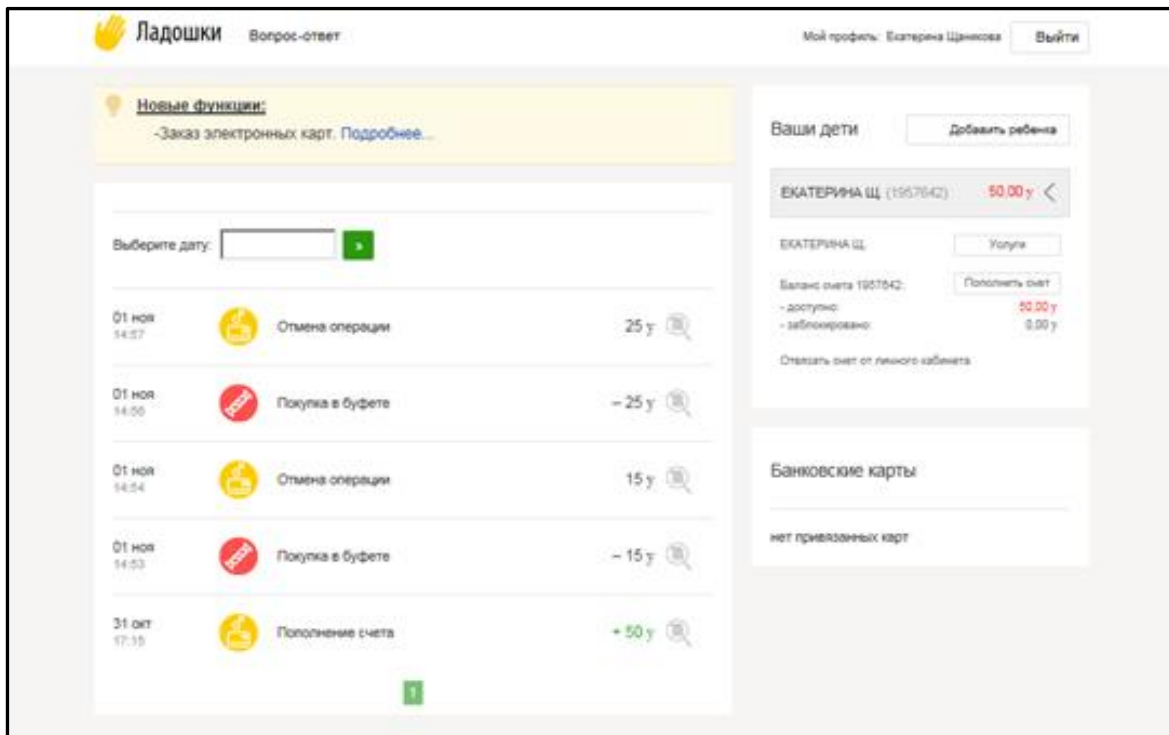 Ладошки Вопрос-ответ
Мой профиль: Екатерина Выйти
Новые функции:
-Заказ электронных карт. Подробнее...
Выберите дату: »
01 ноя
14:57
Отмена операции 25 у
01 ноя
14:56
Покупка в буфете – 25 у
01 ноя
14:54
Отмена операции 15 у
01 ноя
14:53
Покупка в буфете – 15 у
31 окт
17:15
Пополнение счета + 50 у
1
Ваши дети Добавить ребенка
ЕКАТЕРИНА Щ. (1957642) 50,00 у
ЕКАТЕРИНА Щ. Услуги
Баланс счета 1957642: Пополнить счет
- доступно: 50,00 у
- заблокировано: 0,00 у
Отвязать счет от личного кабинета
Банковские карты
нет привязанных карт